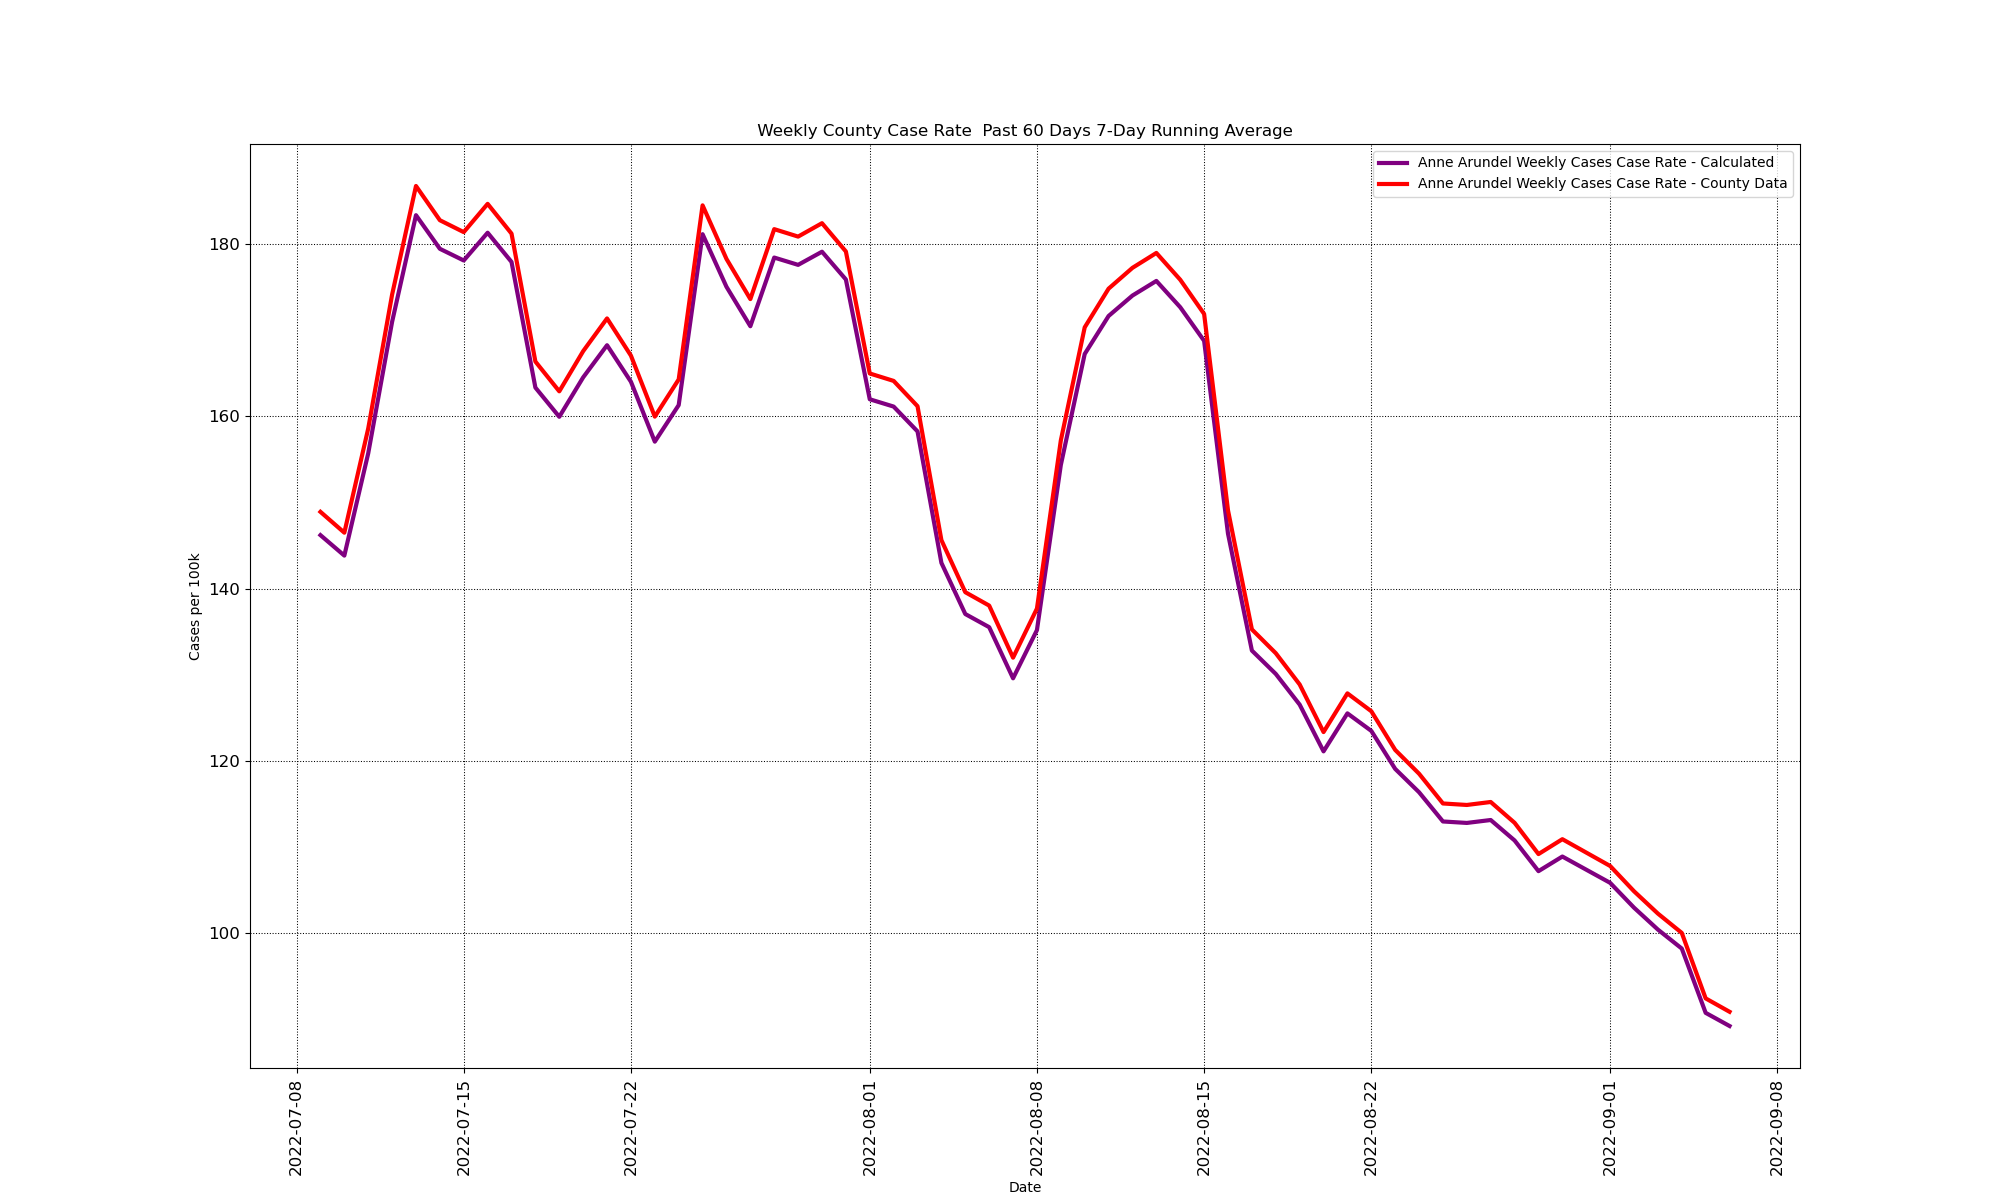 Weekly County Case Rate  Past 60 Days 7-Day Running Average
Anne Arundel Weekly Cases Case Rate - Calculated
Anne Arundel Weekly Cases Case Rate - County Data
Cases per 100k
180
160
140
120
100
2022-07-08
2022-07-15
2022-07-22
2022-08-01
2022-08-08
2022-08-15
2022-08-22
2022-09-01
2022-09-08
Date